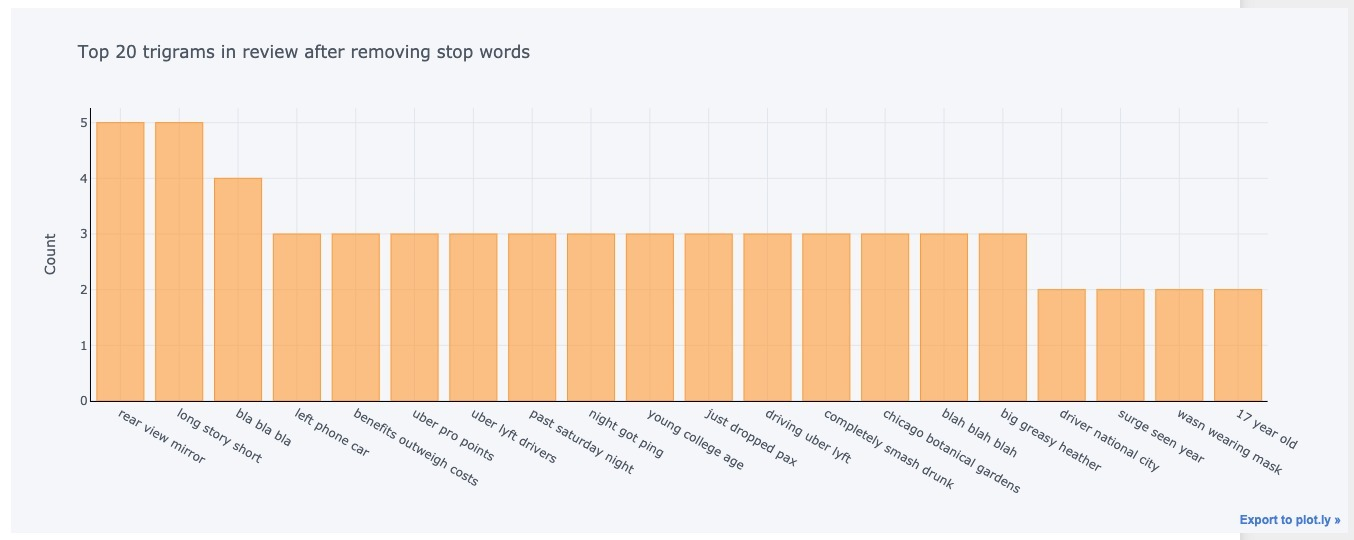 Top 20 trigrams in review after removing stop words
5
4
3
2
1
0
Count
rear view mirror
long story short
bla bla bla
left phone car
benefits outweigh costs
uber pro points
uber lyft drivers
past saturday night
night got ping
young college age
just dropped pax
driving uber lyft
completely smash drunk
chicago botanical gardens
blah blah blah
big greasy heather
driver national city
surge seen year
wasn wearing mask
17 year old
Export to plot.ly »